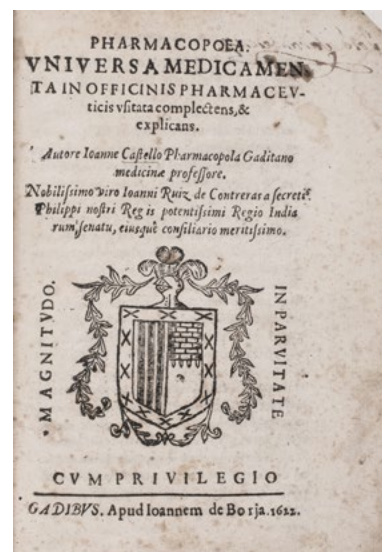 PHARMACOPOEA.
VNIVERSA MEDICAMEN-
TA IN OFFICINIS PHARMACEV-
ticis vsitata complectens, &
explicans.
Autore Ioanne Castello Pharmacopola Gaditano
medicinæ professore.
Nobilissimo viro Ioanni Ruiz de Contreras a secretis
Philippi nostri Regis potentissimi Regio India
rum senatu, eiusque consiliario meritissimo.
MAGNITVDO.
IN PARVITATE
CVM PRIVILEGIO
GADIBVS. Apud Ioannem de Borja. 1622.